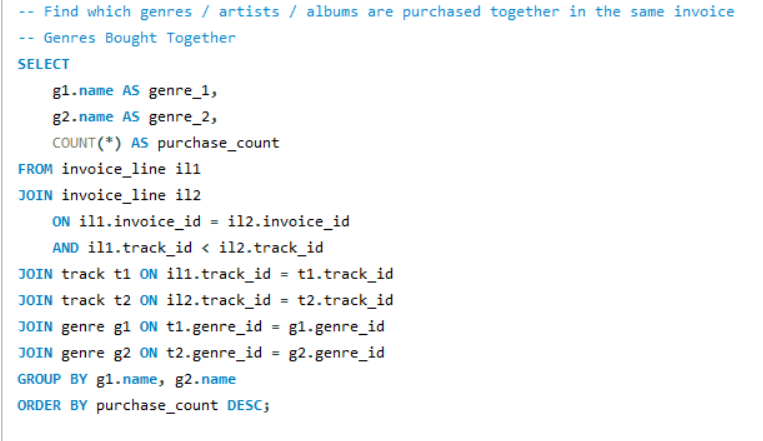 -- Find which genres / artists / albums are purchased together in the same invoice
-- Genres Bought Together
SELECT
    g1.name AS genre_1,
    g2.name AS genre_2,
    COUNT(*) AS purchase_count
FROM invoice_line il1
JOIN invoice_line il2
    ON il1.invoice_id = il2.invoice_id
    AND il1.track_id < il2.track_id
JOIN track t1 ON il1.track_id = t1.track_id
JOIN track t2 ON il2.track_id = t2.track_id
JOIN genre g1 ON t1.genre_id = g1.genre_id
JOIN genre g2 ON t2.genre_id = g2.genre_id
GROUP BY g1.name, g2.name
ORDER BY purchase_count DESC;